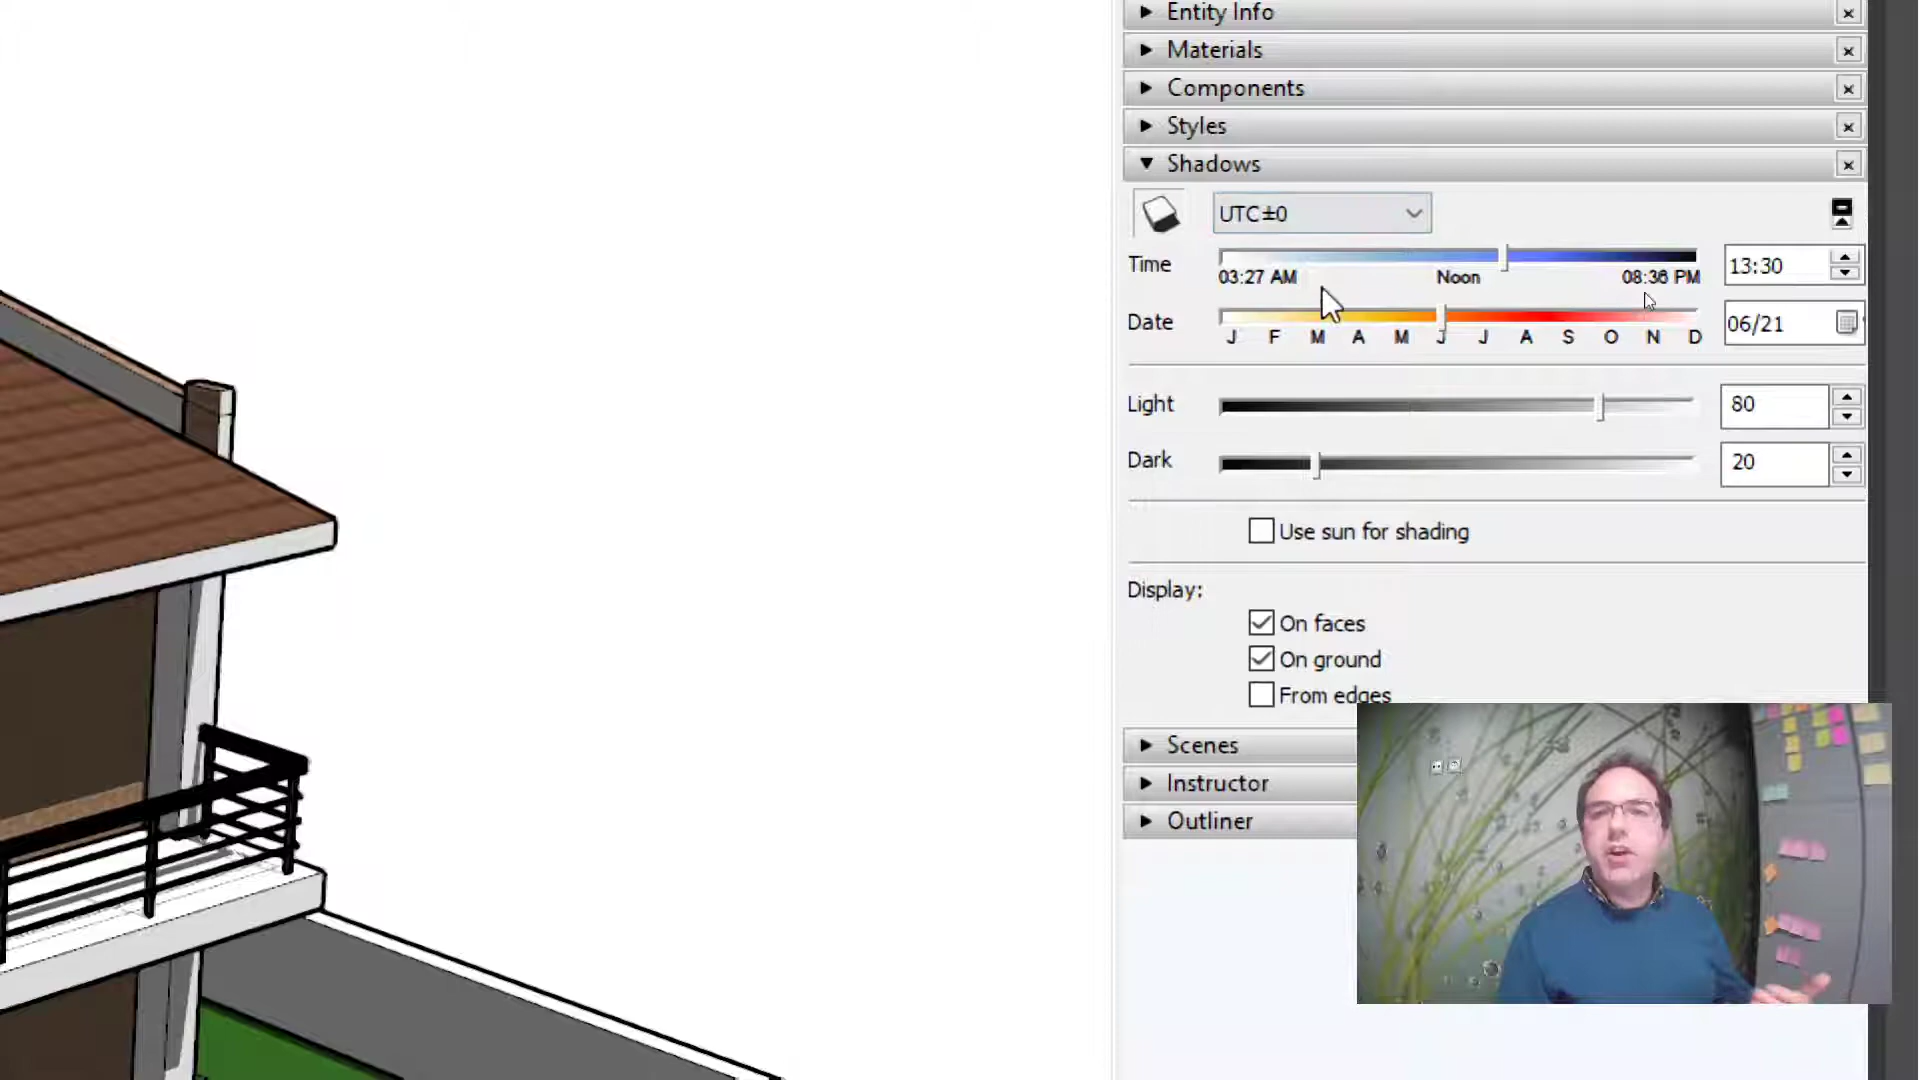 Entity Info
Materials
Components
Styles
Shadows
UTC±0
Time
03:27 AM Noon 08:36 PM
13:30
Date
J F M A M J J A S O N D
06/21
Light
80
Dark
20
Use sun for shading
Display:
On faces
On ground
From edges
Scenes
Instructor
Outliner